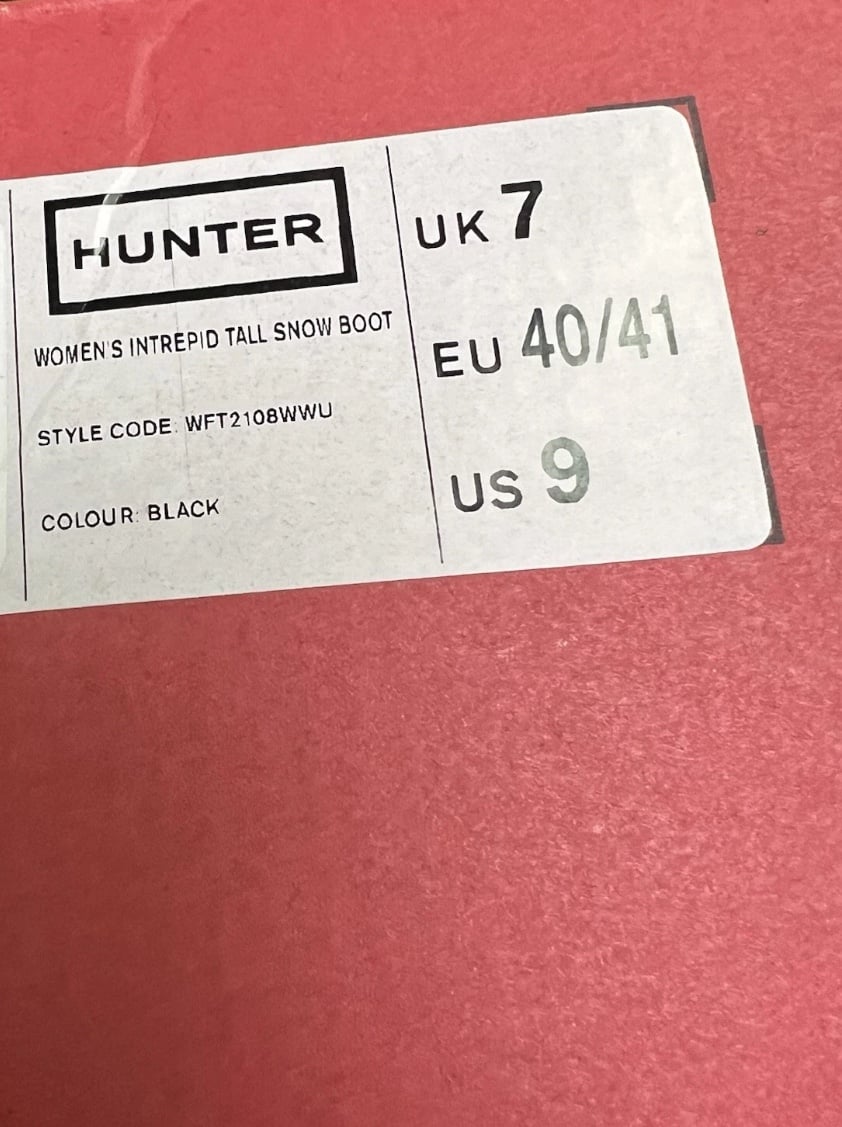 HUNTER
WOMEN'S INTREPID TALL SNOW BOOT
STYLE CODE: WFT2108WWU
COLOUR: BLACK
UK 7
EU 40/41
US 9